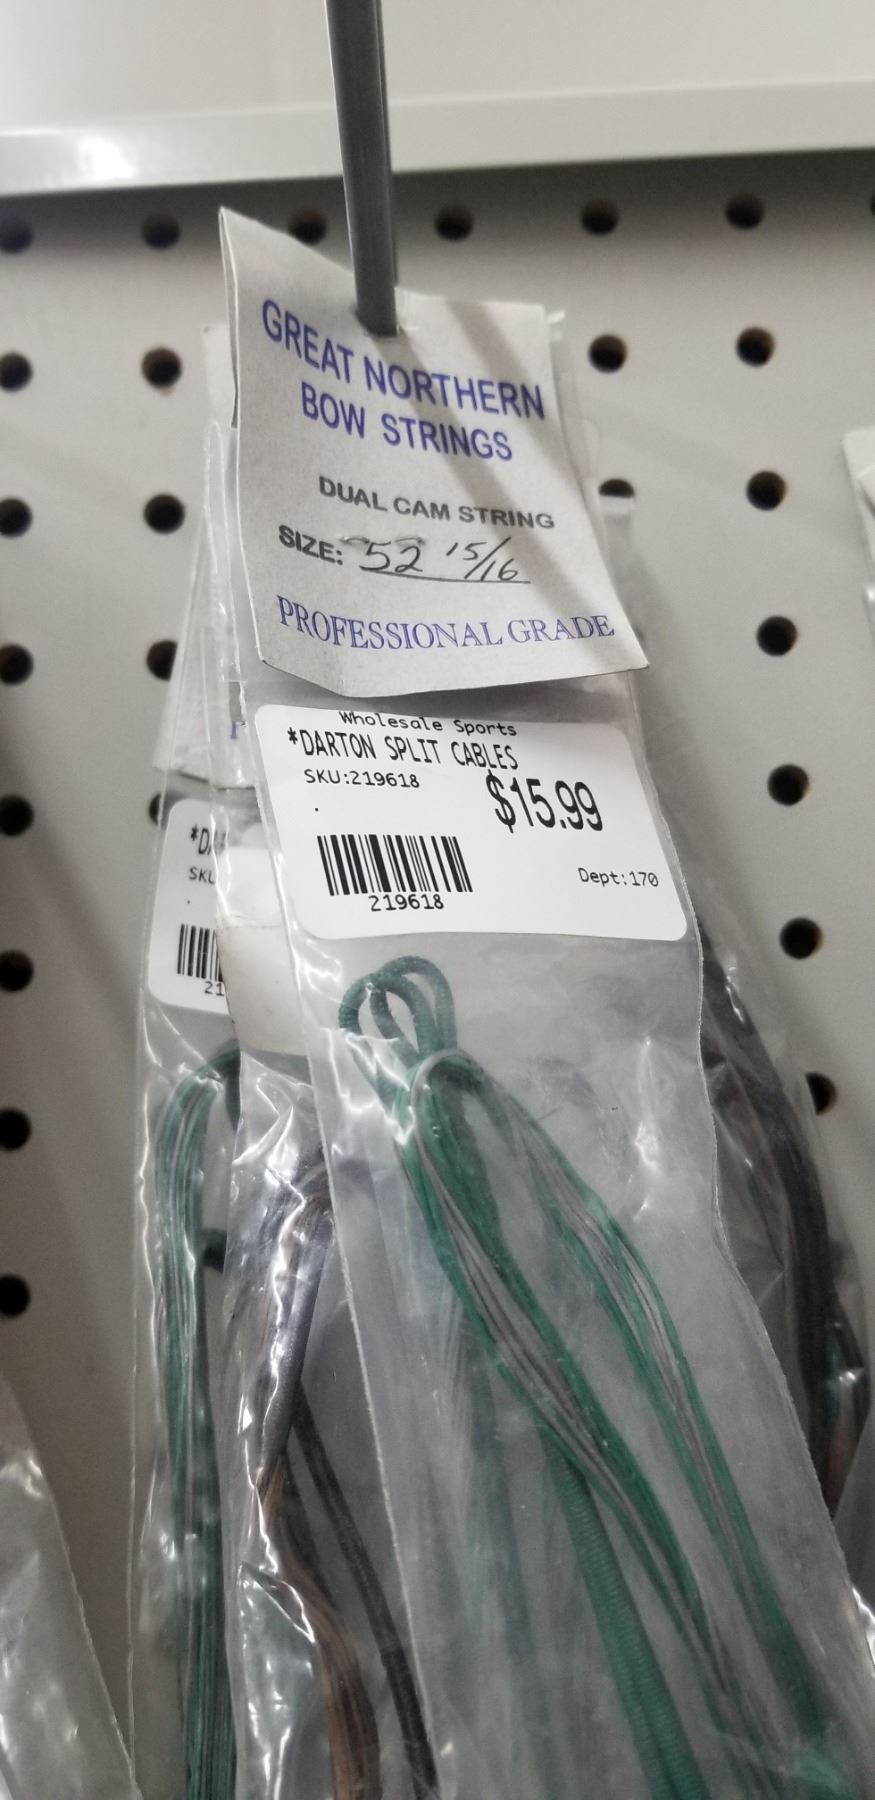 GREAT NORTHERN
BOW STRINGS
DUAL CAM STRING
SIZE: 52 15/16
PROFESSIONAL GRADE
Wholesale Sports
*DARTON SPLIT CABLES
SKU:219618
$15.99
.
Dept:170
219618